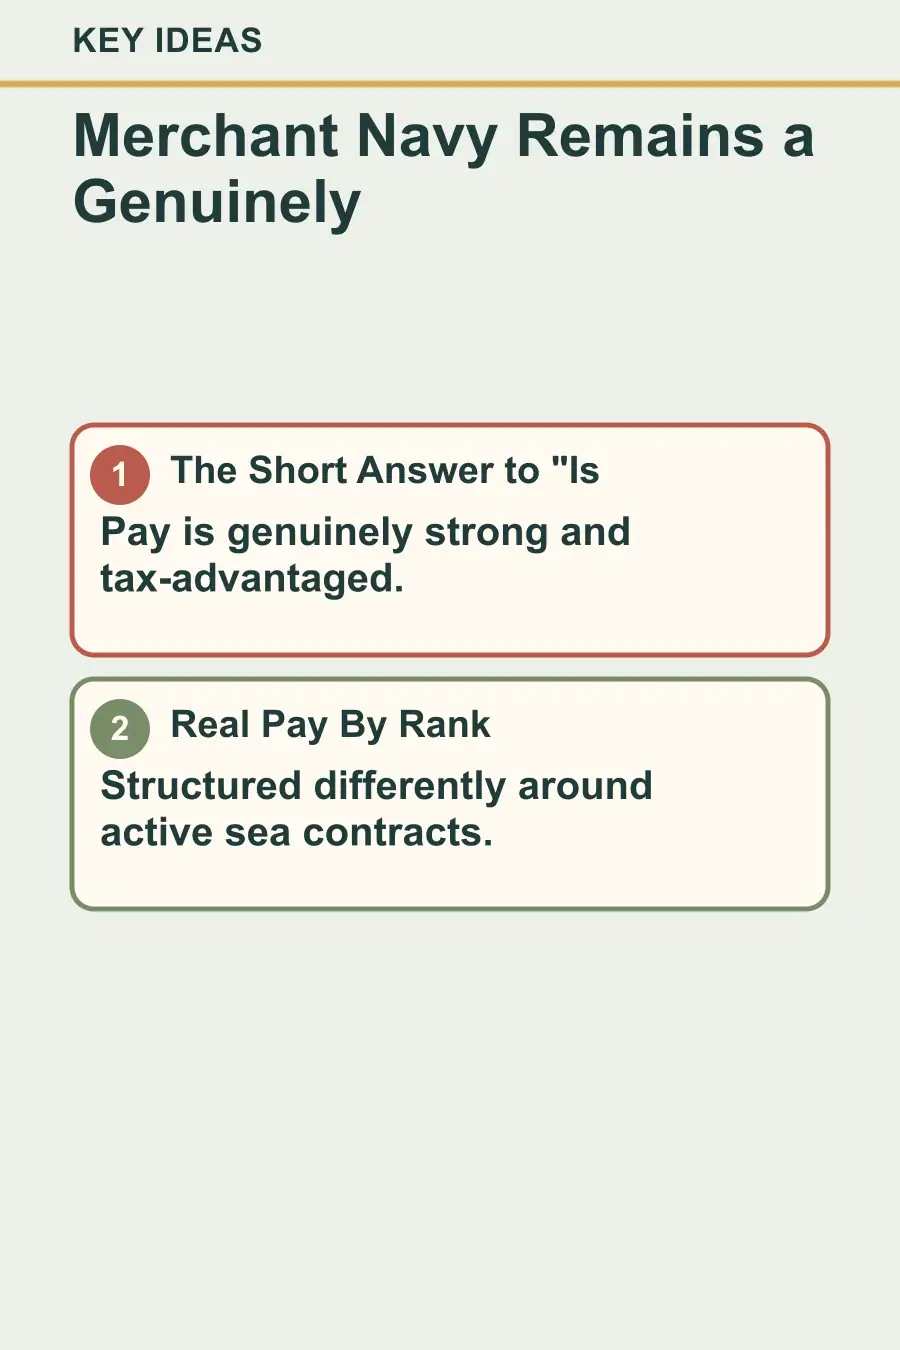 KEY IDEAS
Merchant Navy Remains a
Genuinely
1 The Short Answer to "Is
Pay is genuinely strong and
tax-advantaged.
2 Real Pay By Rank
Structured differently around
active sea contracts.